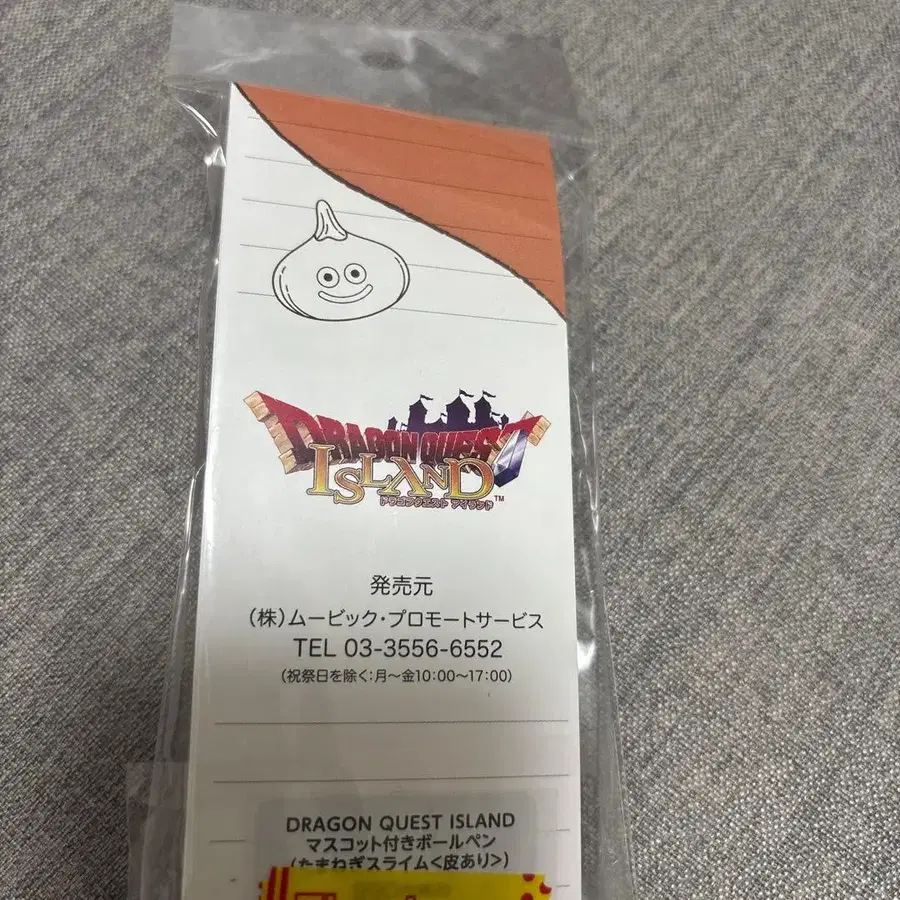 DRAGON QUEST
ISLAND
ドラゴンクエスト アイランド
TM
発売元
(株)ムービック・プロモートサービス
TEL 03-3556-6552
(祝祭日を除く:月～金10:00～17:00)
DRAGON QUEST ISLAND
マスコット付きボールペン
(たまねぎスライム<皮あり>)